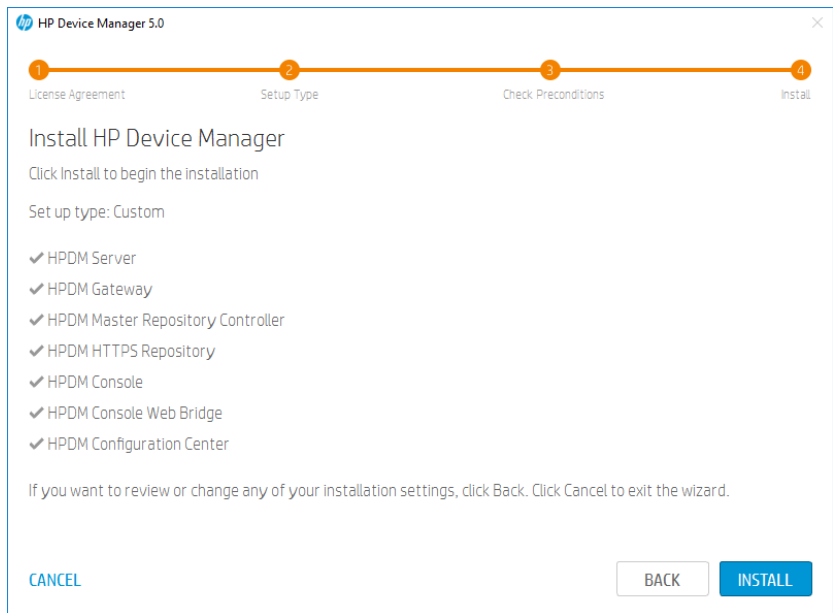 hp HP Device Manager 5.0
1 2 3 4
License Agreement Setup Type Check Preconditions Install
Install HP Device Manager
Click Install to begin the installation
Set up type: Custom
HPDM Server
HPDM Gateway
HPDM Master Repository Controller
HPDM HTTPS Repository
HPDM Console
HPDM Console Web Bridge
HPDM Configuration Center
If you want to review or change any of your installation settings, click Back. Click Cancel to exit the wizard.
CANCEL BACK INSTALL